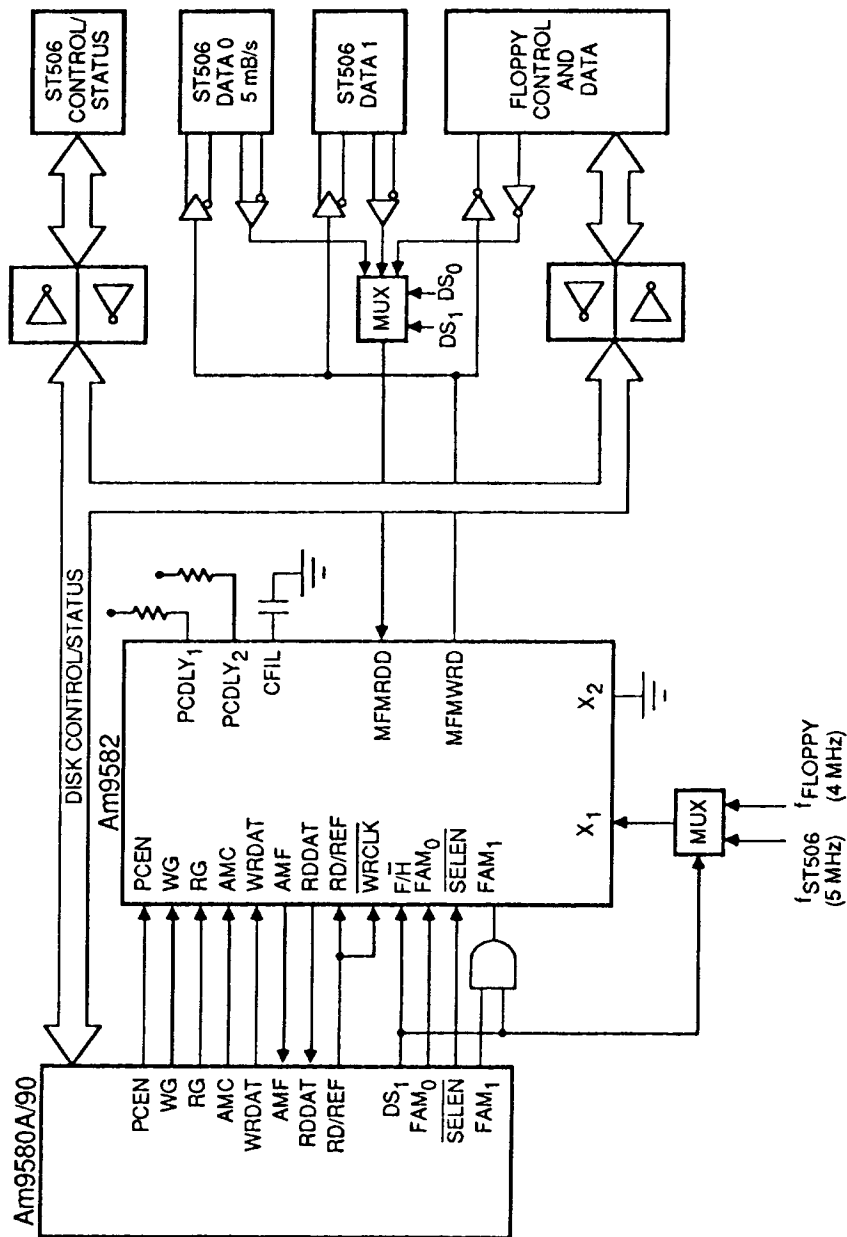 Am9580A/90
PCEN
WG
RG
AMC
WRDAT
AMF
RDDAT
RD/REF
DS1
FAM0
SELEN
FAM1
DISK CONTROL/STATUS
Am9582
PCEN
WG
RG
AMC
WRDAT
AMF
RDDAT
RD/REF
WRCLK
F/H
FAM0
SELEN
FAM1
PCDLY1
PCDLY2
CFIL
MFMRDD
MFMWRD
X1
X2
MUX
fST506
(5 MHz)
fFLOPPY
(4 MHz)
MUX
DS1
DS0
ST506
CONTROL/
STATUS
ST506
DATA 0
5 mB/s
ST506
DATA 1
FLOPPY
CONTROL
AND
DATA